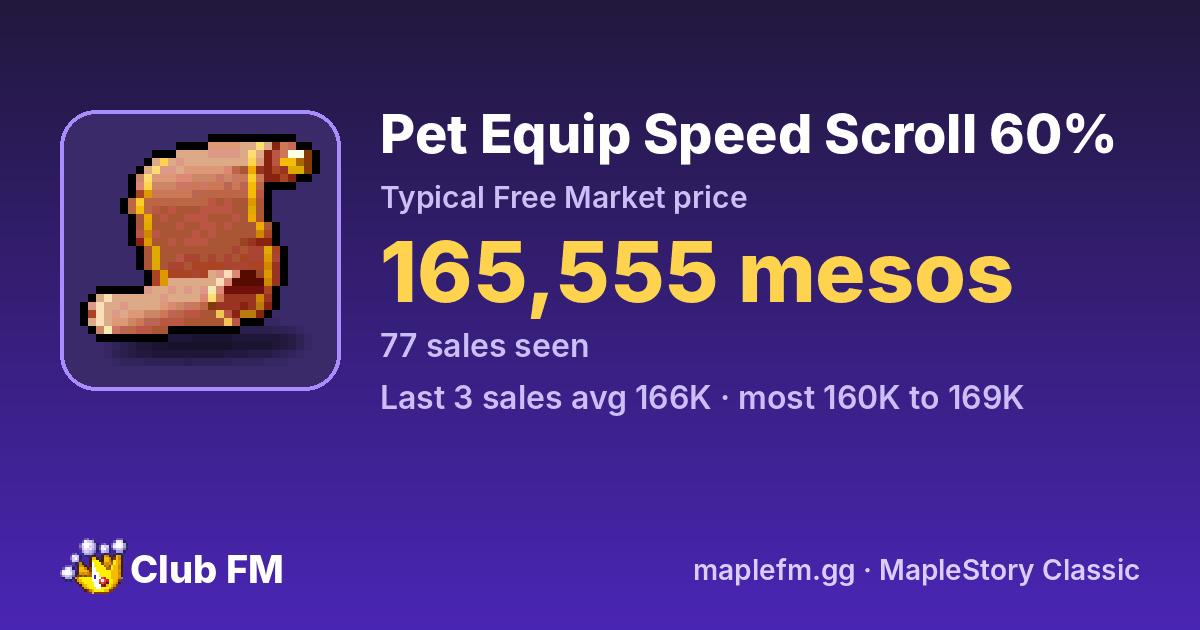 Pet Equip Speed Scroll 60%
Typical Free Market price
165,555 mesos
77 sales seen
Last 3 sales avg 166K · most 160K to 169K
Club FM
maplefm.gg · MapleStory Classic